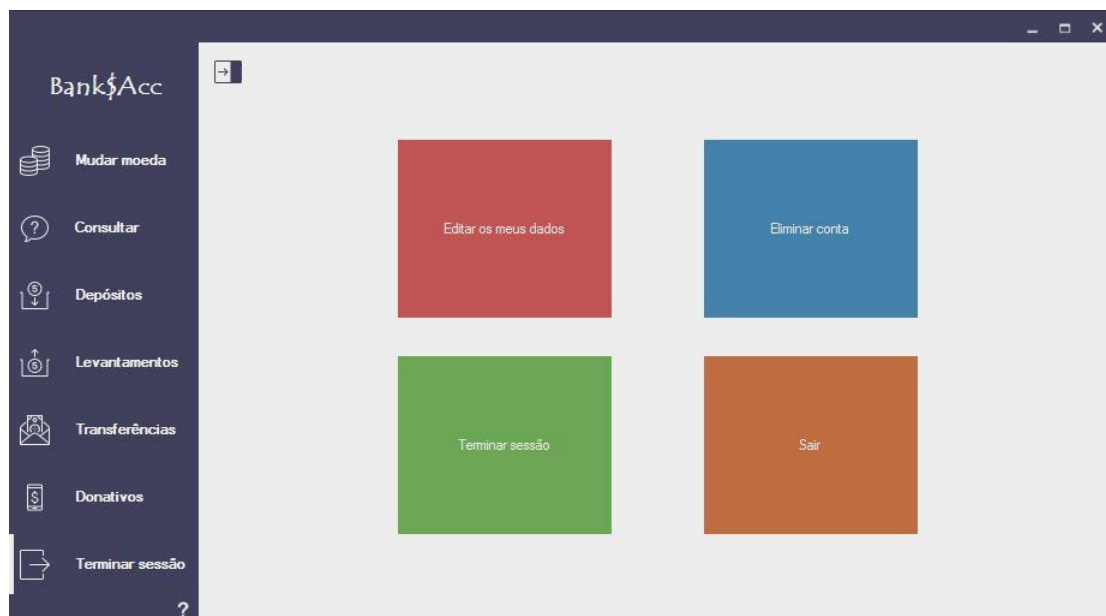 Bank$Acc
Mudar moeda
Consultar
Depósitos
Levantamentos
Transferências
Donativos
Terminar sessão
?
Editar os meus dados
Eliminar conta
Terminar sessão
Sair